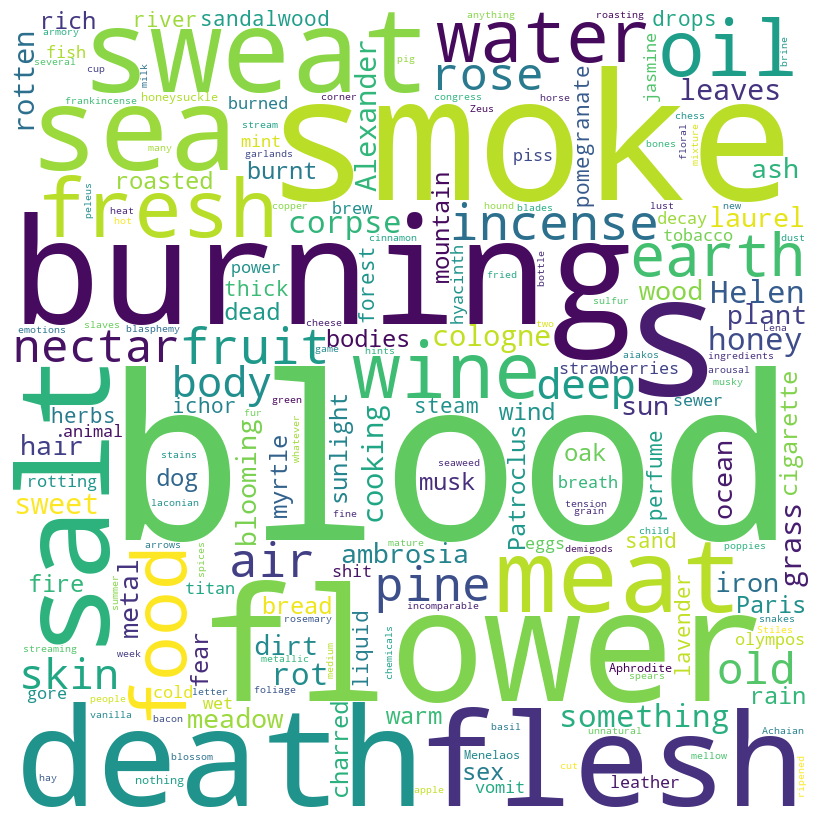 rich
river
sandalwood
water
oil
drops
anything
roasting
armory
several
fish
cup
milk
sweat
pig
rotten
frankincense
honeysuckle
burned
corner
congress
horse
rose
jasmine
leaves
brine
Alexander
sea
smoke
stream
Zeus
chess
many
mint
garlands
burnt
piss
pomegranate
floral
mixture
bones
ash
roasted
fresh
peleus
heat
hot
copper
brew
corpse
cinnamon
mountain
hound
blades
incense
lust
new
decay
laurel
tobacco
dust
burning
power
thick
forest
hyacinth
fried
bottle
earth
sulfur
wood
Helen
s
plant
emotions
slaves
blasphemy
dead
cheese
game
bodies
hints
cologne
two
Lena
honey
nectar
fruit
wine
aiakos
ingredients
strawberries
arousal
musky
salt
body
fur
green
whatever
deep
sun
sewer
herbs
ichor
steam
wind
hair
animal
blooming
myrtle
sunlight
cooking
blood
oak
ocean
perfume
cigarette
stains
dog
laconian
musk
seaweed
breath
rotting
tension
grain
fine
Patroclus
sweet
arrows
spices
mature
eggs
demigods
child
sand
poppies
grass
air
ambrosia
fire
metal
food
titan
shit
pine
meat
iron
Paris
summer
bread
rosemary
incomparable
lavender
olympos
snakes
Stiles
streaming
week
fear
dirt
metallic
medium
liquid
chemicals
flower
Aphrodite
spears
old
skin
rot
gore
cold
letter
foliage
rain
people
wet
vanilla
bacon
meadow
charred
warm
something
basil
unnatural
Achaian
death
flesh
blossom
hay
nothing
Menelaos
sex
vomit
apple
leather
cut
mellow
ripened